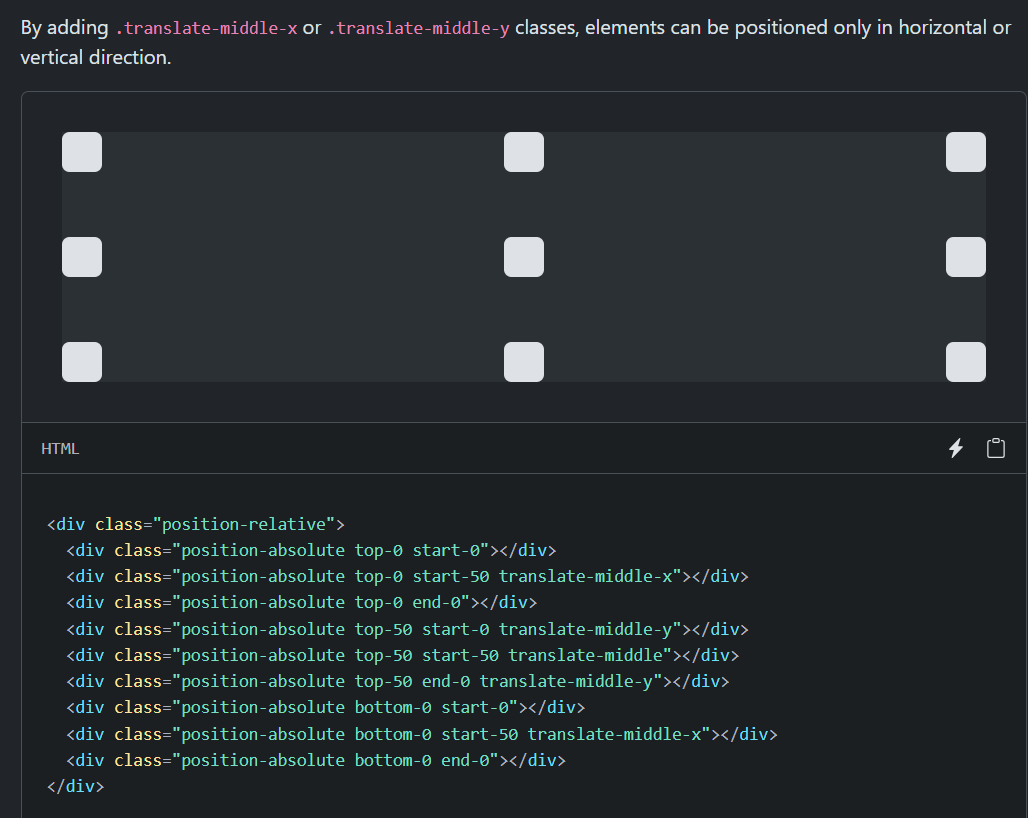 By adding .translate-middle-x or .translate-middle-y classes, elements can be positioned only in horizontal or
vertical direction.
HTML
<div class="position-relative">
  <div class="position-absolute top-0 start-0"></div>
  <div class="position-absolute top-0 start-50 translate-middle-x"></div>
  <div class="position-absolute top-0 end-0"></div>
  <div class="position-absolute top-50 start-0 translate-middle-y"></div>
  <div class="position-absolute top-50 start-50 translate-middle"></div>
  <div class="position-absolute top-50 end-0 translate-middle-y"></div>
  <div class="position-absolute bottom-0 start-0"></div>
  <div class="position-absolute bottom-0 start-50 translate-middle-x"></div>
  <div class="position-absolute bottom-0 end-0"></div>
</div>